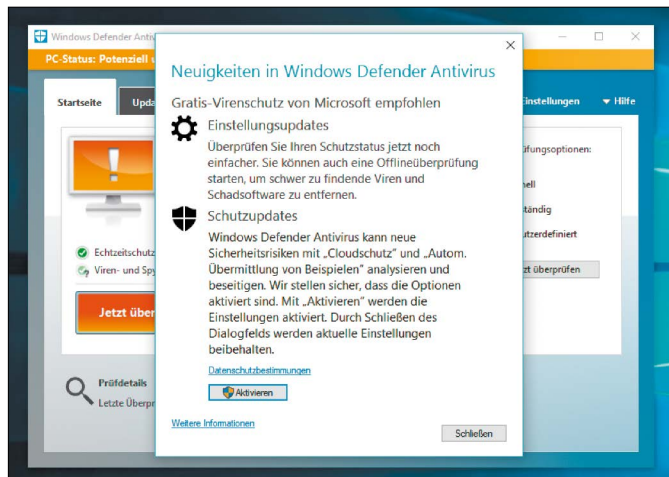 Windows Defender
PC-Status: Potenziell
Startseite
Einstellungen
Hilfe
Neuigkeiten in Windows Defender Antivirus
Gratis-Virenschutz von Microsoft empfohlen
Einstellungsupdates
Überprüfen Sie Ihren Schutzstatus jetzt noch
einfacher. Sie können auch eine Offlineüberprüfung
starten, um schwer zu findende Viren und
Schadsoftware zu entfernen.
Schutzupdates
Windows Defender Antivirus kann neue
Sicherheitsrisiken mit „Cloudschutz" und „Autom.
Übermittlung von Beispielen" analysieren und
beseitigen. Wir stellen sicher, dass die Optionen
aktiviert sind. Mit „Aktivieren" werden die
Einstellungen aktiviert. Durch Schließen des
Dialogfelds werden aktuelle Einstellungen
beibehalten.
Datenschutzbestimmungen
Aktivieren
Weitere Informationen
Schließen
Echtzeitschutz
Viren- und Spy
Jetzt über
Prüfdetails
Letzte Überpr
üfungsoptionen:
nell
ständig
utzerdefiniert
zt überprüfen